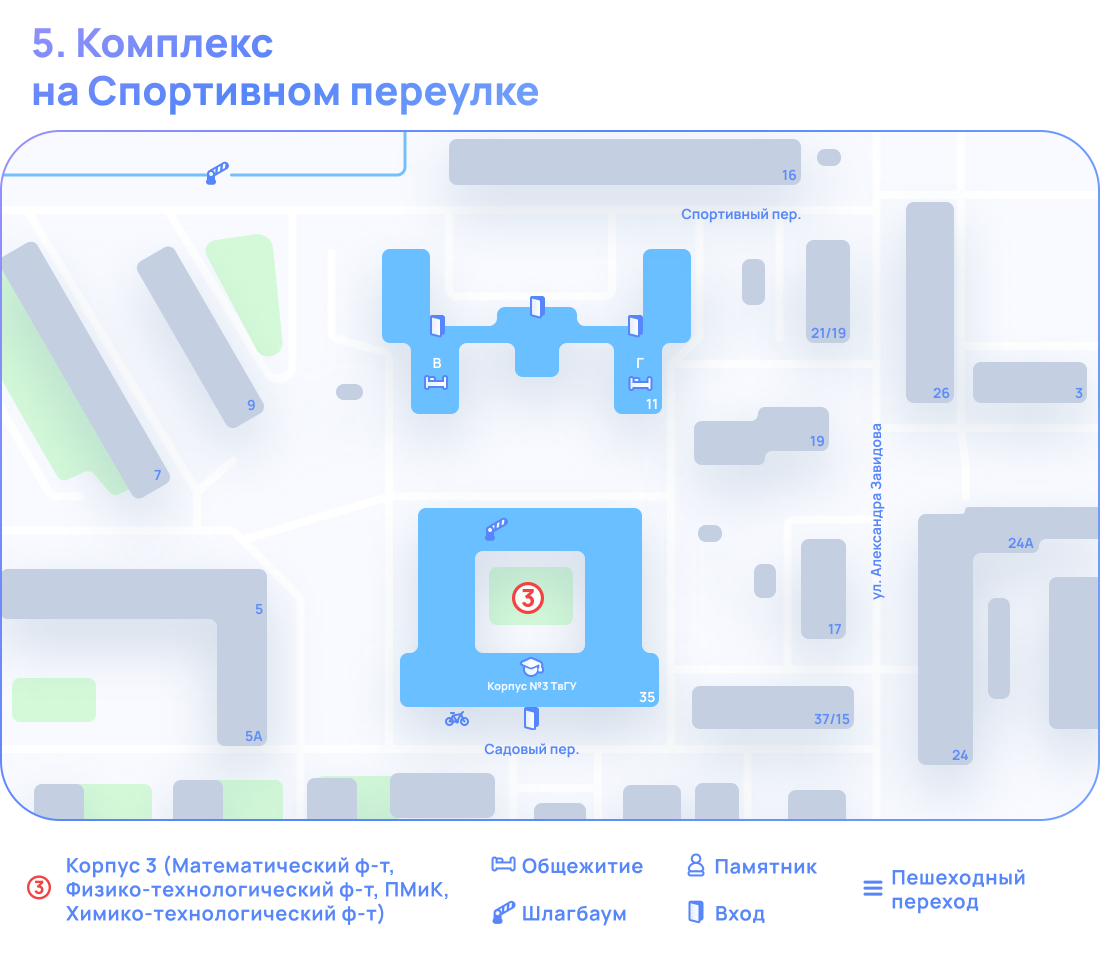 5. Комплекс
на Спортивном переулке
16
Спортивный пер.
21/19
26
3
9
7
В
Г
11
19
ул. Александра Завидова
24А
3
5
17
Корпус №3 ТвГУ
35
37/15
5А
24
Садовый пер.
3
Корпус 3 (Математический ф-т,
Физико-технологический ф-т, ПМиК,
Химико-технологический ф-т)
Общежитие
Шлагбаум
Памятник
Вход
Пешеходный
переход